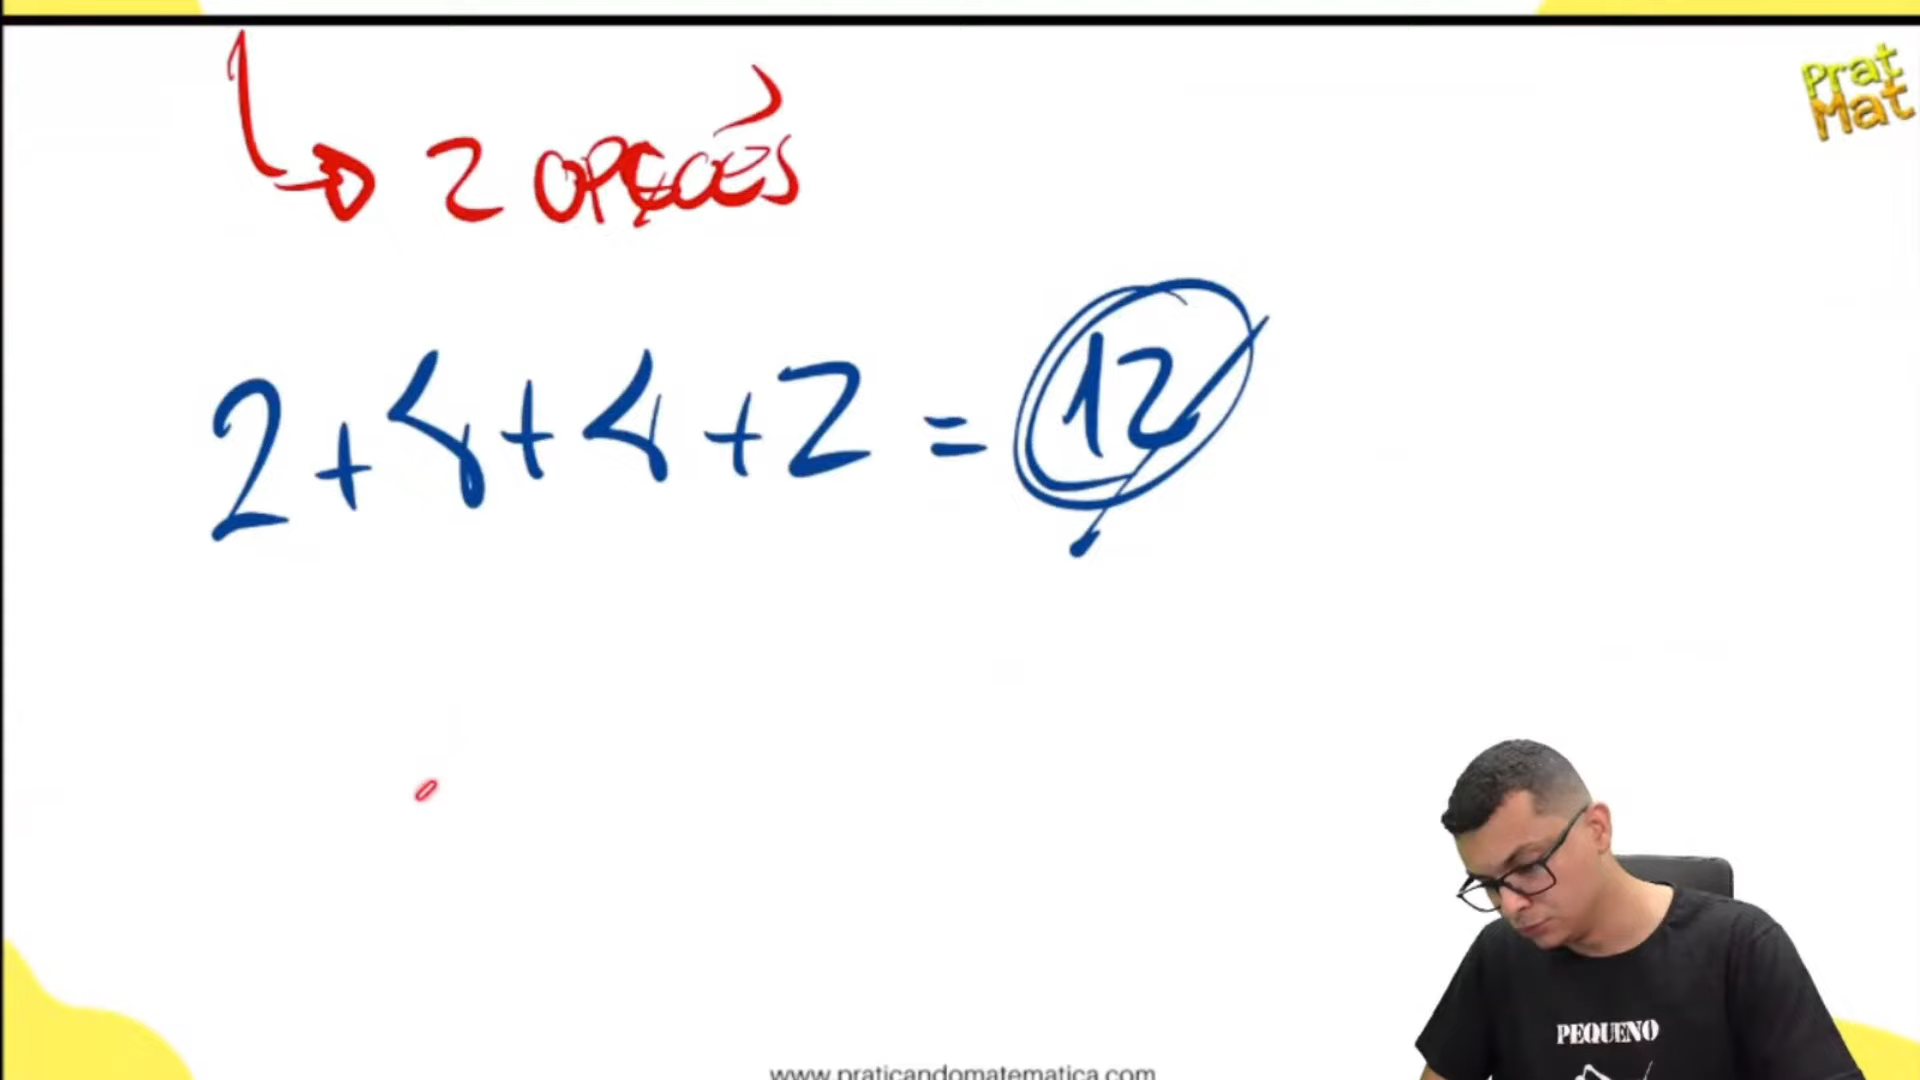 Prat
Mat
2 OPÇÕES
2+4+4+2 = 12
PEQUENO
www.praticandomatematica.com